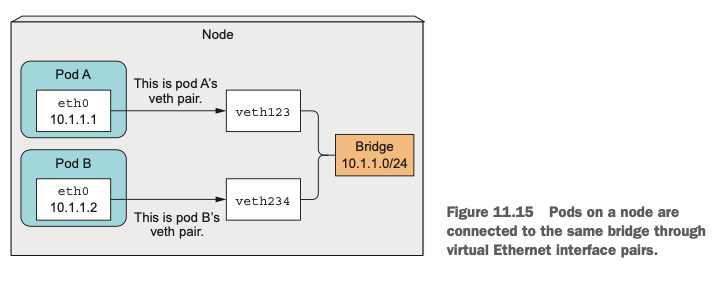 Node
Pod A
eth0
10.1.1.1
This is pod A's
veth pair.
veth123
Bridge
10.1.1.0/24
Pod B
eth0
10.1.1.2
veth234
This is pod B's
veth pair.
Figure 11.15 Pods on a node are
connected to the same bridge through
virtual Ethernet interface pairs.